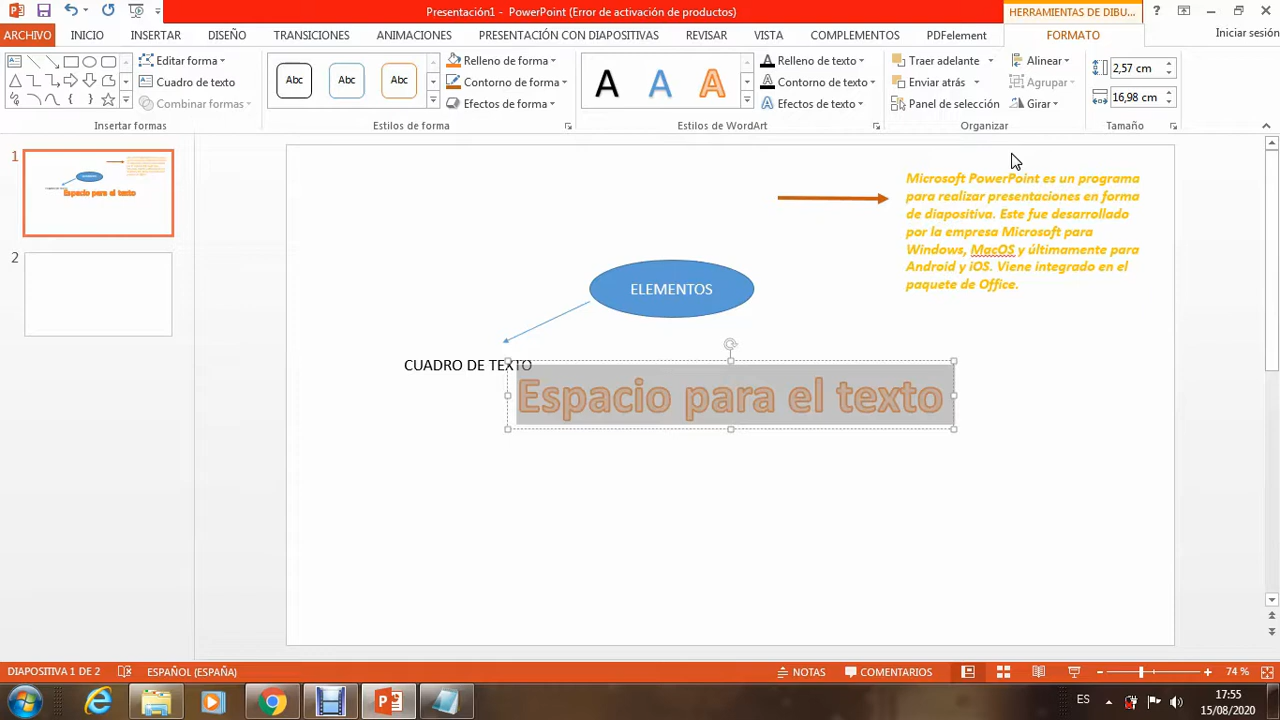 Presentación1 - PowerPoint (Error de activación de productos)
HERRAMIENTAS DE DIBU...
ARCHIVO INICIO INSERTAR DISEÑO TRANSICIONES ANIMACIONES PRESENTACIÓN CON DIAPOSITIVAS REVISAR VISTA COMPLEMENTOS PDFelement FORMATO Iniciar sesión
Editar forma
Cuadro de texto
Combinar formas
Insertar formas
Abc Abc Abc
Relleno de forma
Contorno de forma
Efectos de forma
Estilos de forma
A A A
Relleno de texto
Contorno de texto
Efectos de texto
Estilos de WordArt
Traer adelante
Enviar atrás
Panel de selección
Alinear
Agrupar
Girar
Organizar
2,57 cm
16,98 cm
Tamaño
1
2
Microsoft PowerPoint es un programa
para realizar presentaciones en forma
de diapositiva. Este fue desarrollado
por la empresa Microsoft para
Windows, MacOS y últimamente para
Android y iOS. Viene integrado en el
paquete de Office.
ELEMENTOS
CUADRO DE TEXTO
Espacio para el texto
DIAPOSITIVA 1 DE 2 ESPAÑOL (ESPAÑA) NOTAS COMENTARIOS 74 %
ES
17:55
15/08/2020